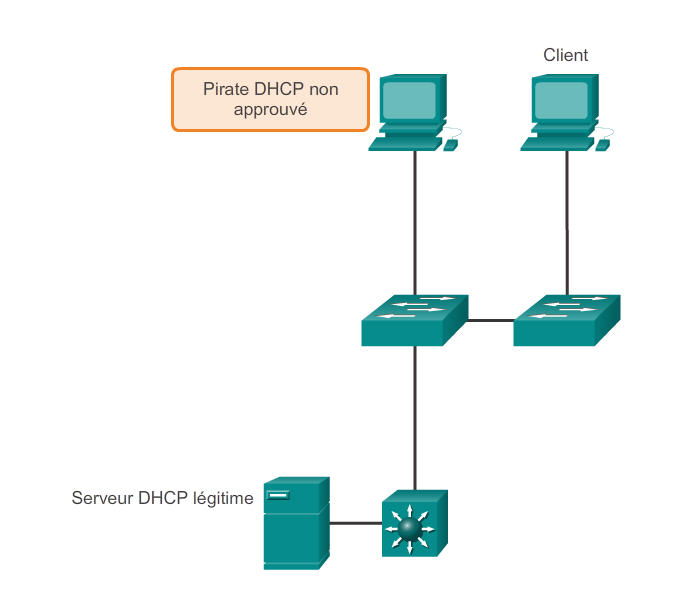 Client
Pirate DHCP non
approuvé
Serveur DHCP légitime